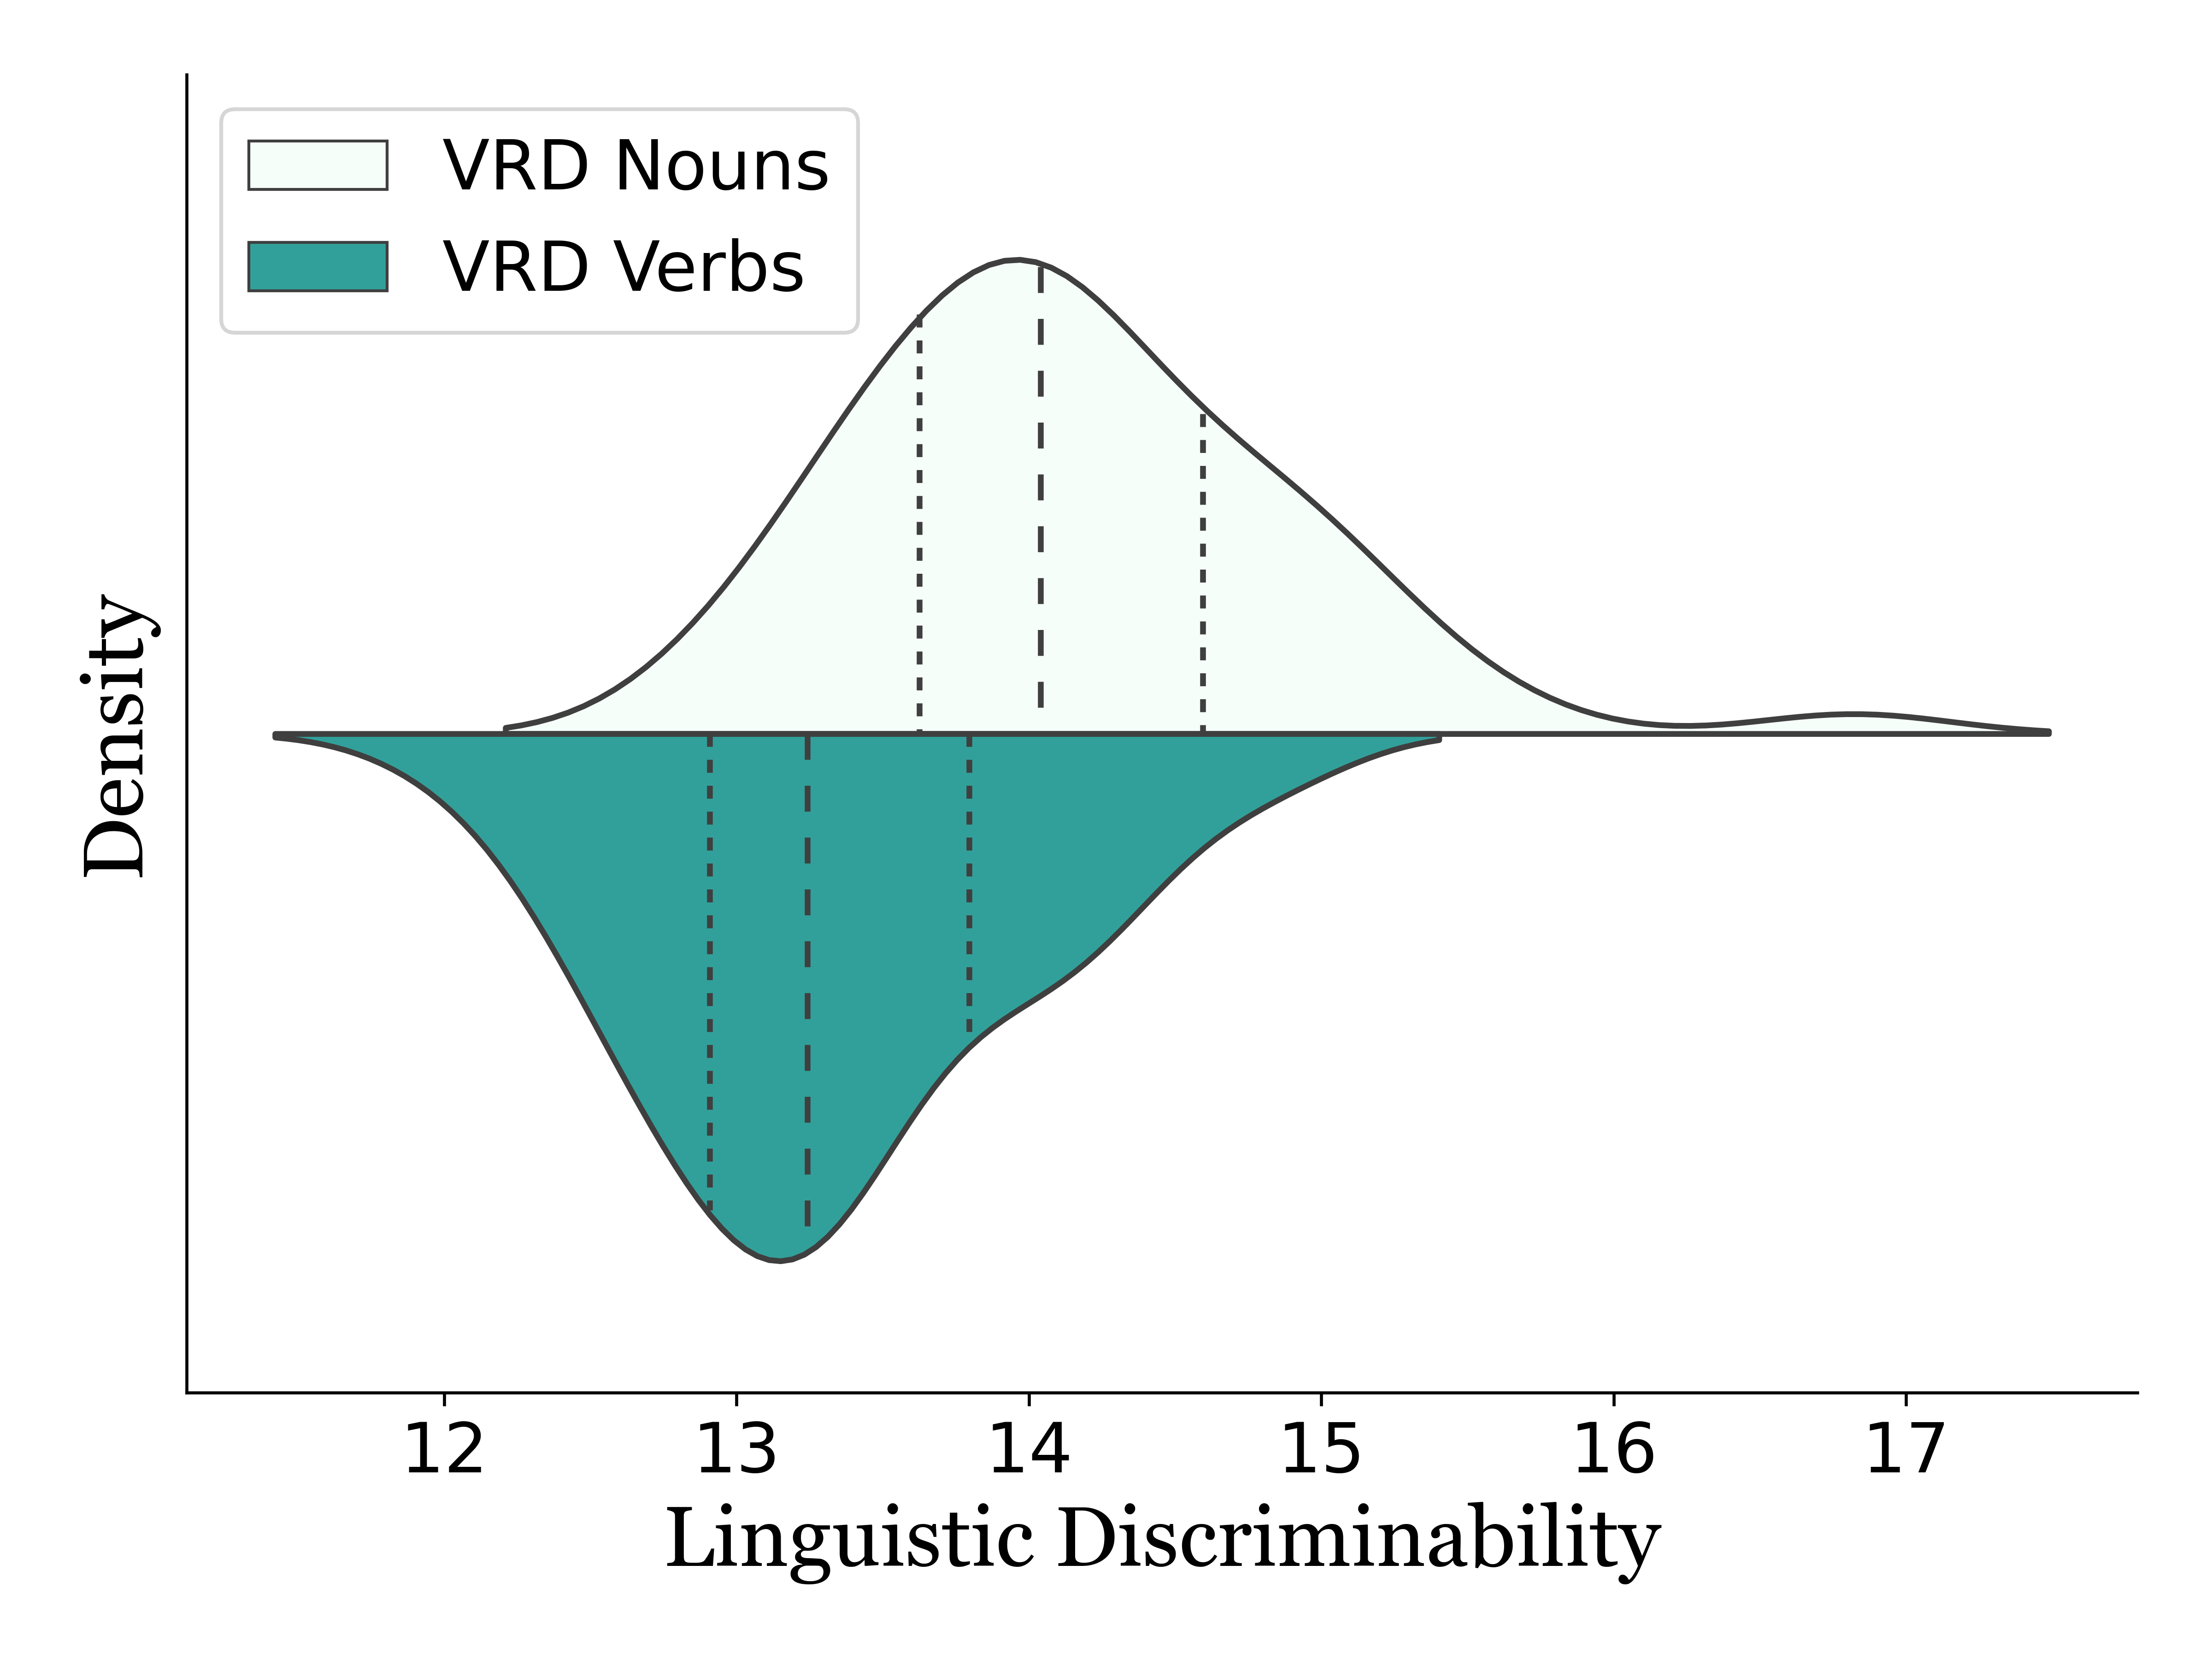 VRD Nouns
VRD Verbs
Density
12 13 14 15 16 17
Linguistic Discriminability